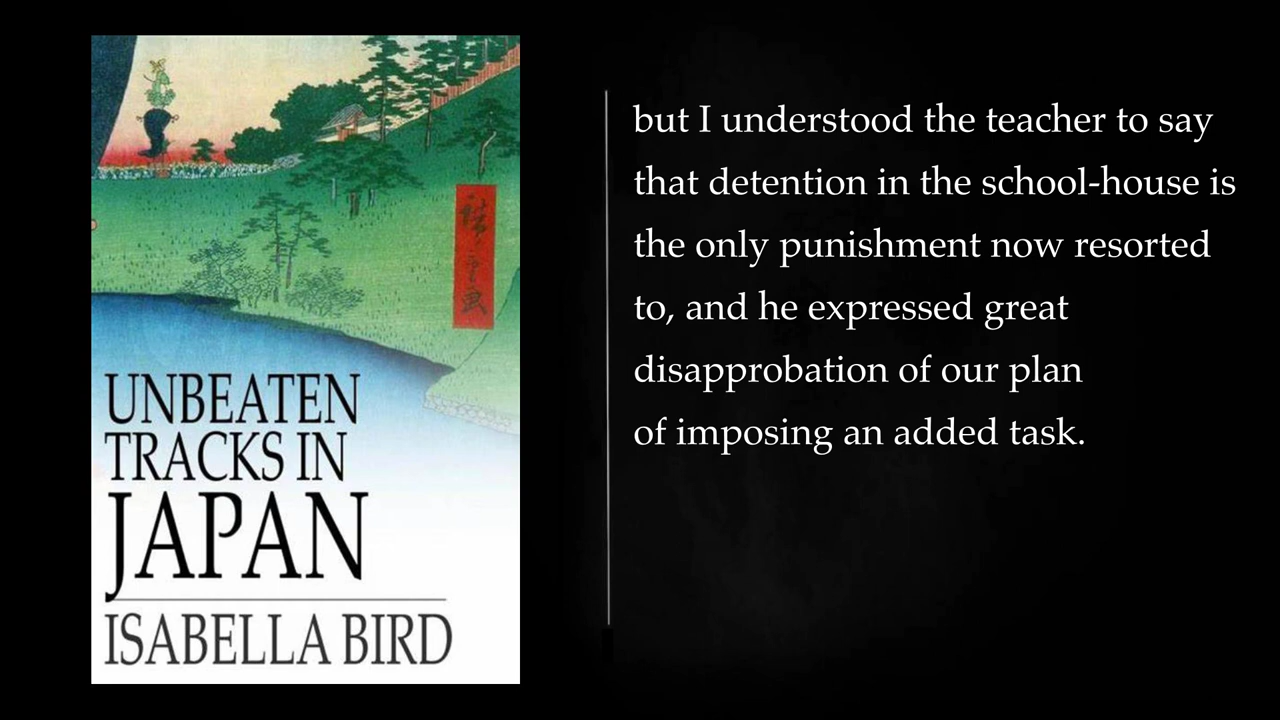 UNBEATEN
TRACKS IN
JAPAN
ISABELLA BIRD
but I understood the teacher to say
that detention in the school-house is
the only punishment now resorted
to, and he expressed great
disapprobation of our plan
of imposing an added task.